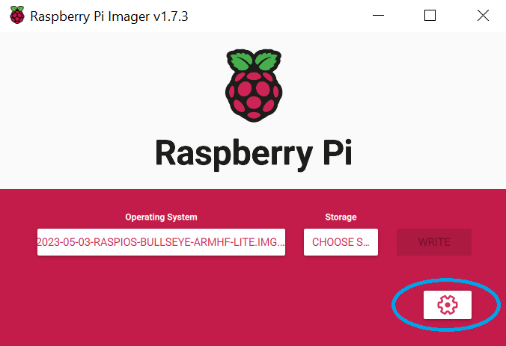 Raspberry Pi Imager v1.7.3
Raspberry Pi
Operating System
Storage
2023-05-03-RASPIOS-BULLSEYE-ARMHF-LITE.IMG...
CHOOSE S...
WRITE